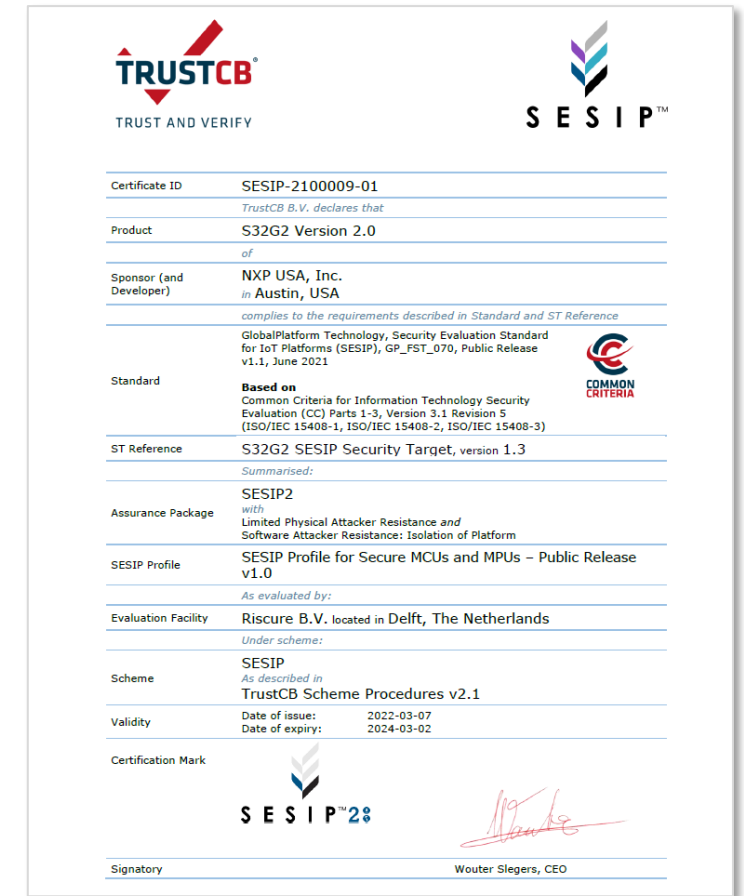 TRUSTCB®
TRUST AND VERIFY
SESIP™
Certificate ID SESIP-2100009-01
TrustCB B.V. declares that
Product S32G2 Version 2.0
of
Sponsor (and
Developer)
NXP USA, Inc.
in Austin, USA
complies to the requirements described in Standard and ST Reference
Standard
GlobalPlatform Technology, Security Evaluation Standard
for IoT Platforms (SESIP), GP_FST_070, Public Release
v1.1, June 2021
Based on
Common Criteria for Information Technology Security
Evaluation (CC) Parts 1-3, Version 3.1 Revision 5
(ISO/IEC 15408-1, ISO/IEC 15408-2, ISO/IEC 15408-3)
COMMON
CRITERIA
ST Reference S32G2 SESIP Security Target, version 1.3
Summarised:
Assurance Package
SESIP2
with
Limited Physical Attacker Resistance and
Software Attacker Resistance: Isolation of Platform
SESIP Profile
SESIP Profile for Secure MCUs and MPUs – Public Release
v1.0
As evaluated by:
Evaluation Facility Riscure B.V. located in Delft, The Netherlands
Under scheme:
Scheme
SESIP
As described in
TrustCB Scheme Procedures v2.1
Validity
Date of issue: 2022-03-07
Date of expiry: 2024-03-02
Certification Mark
SESIP™2
Signatory Wouter Slegers, CEO